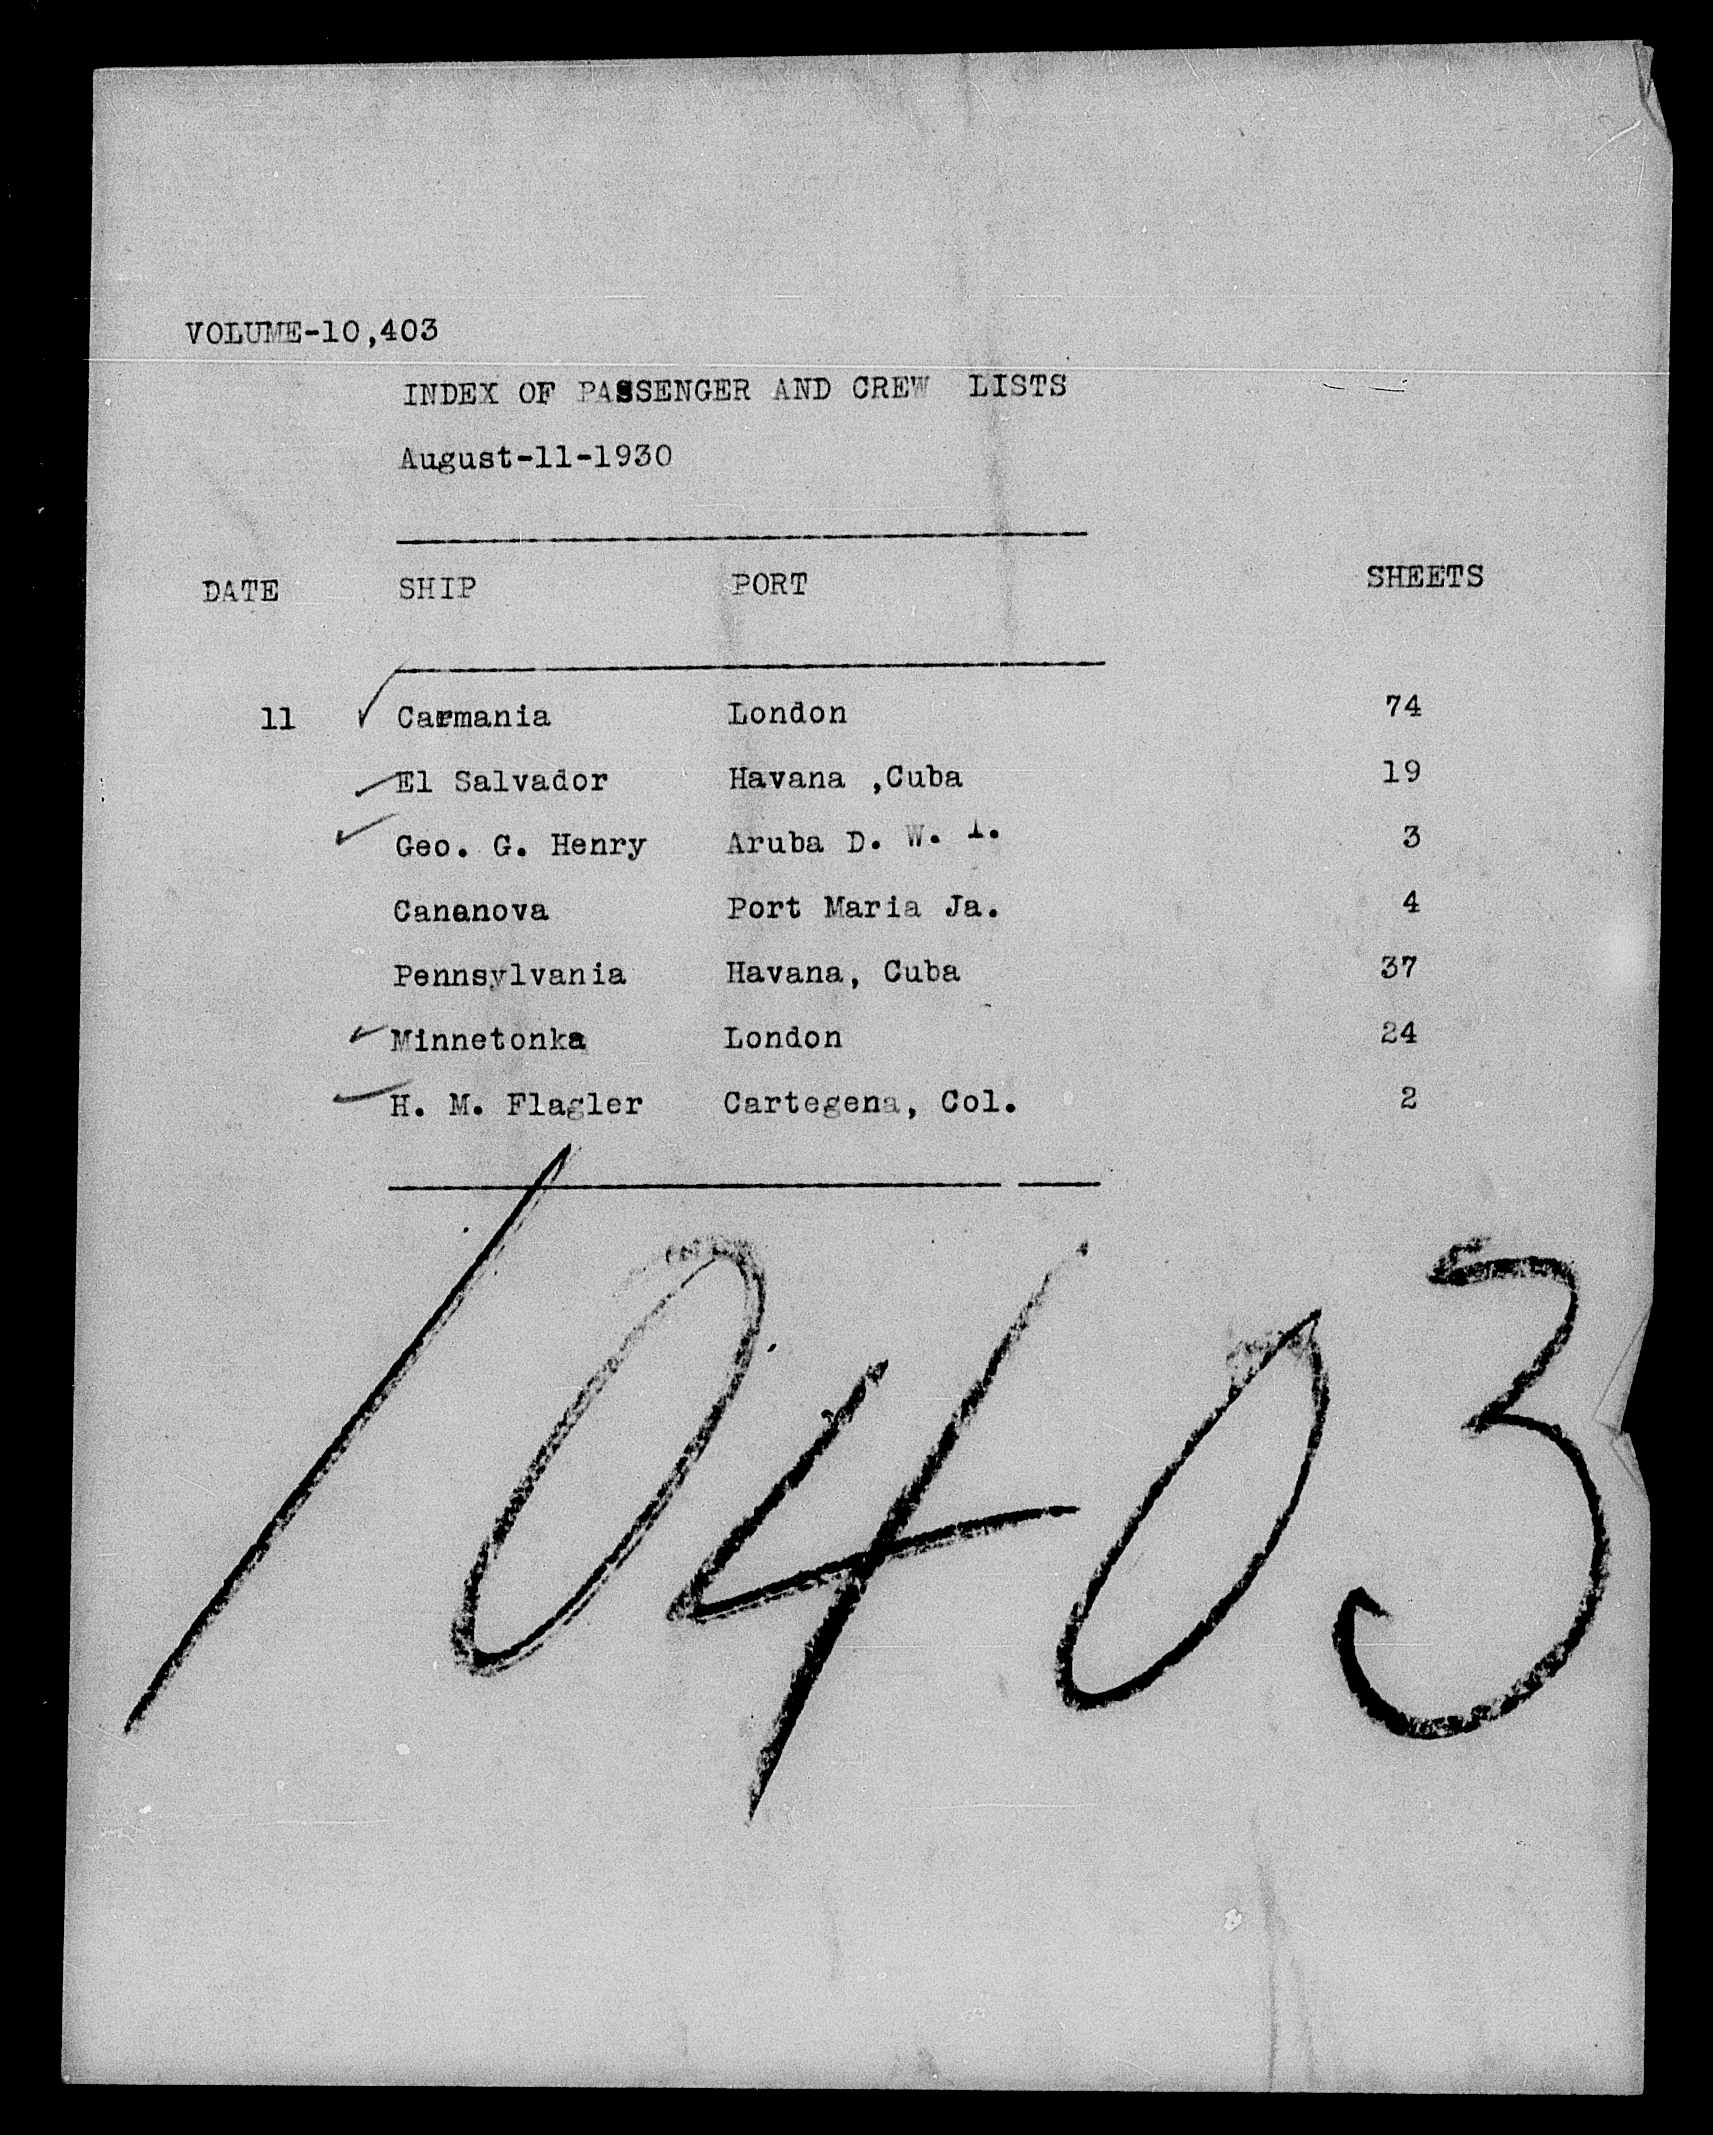 VOLUME-10,403
INDEX OF PASSENGER AND CREW LISTS
August-11-1930
DATE SHIP PORT SHEETS
11 Carmania London 74
El Salvador Havana ,Cuba 19
Geo. G. Henry Aruba D. W. I. 3
Cananova Port Maria Ja. 4
Pennsylvania Havana, Cuba 37
Minnetonka London 24
H. M. Flagler Cartegena, Col. 2
10403